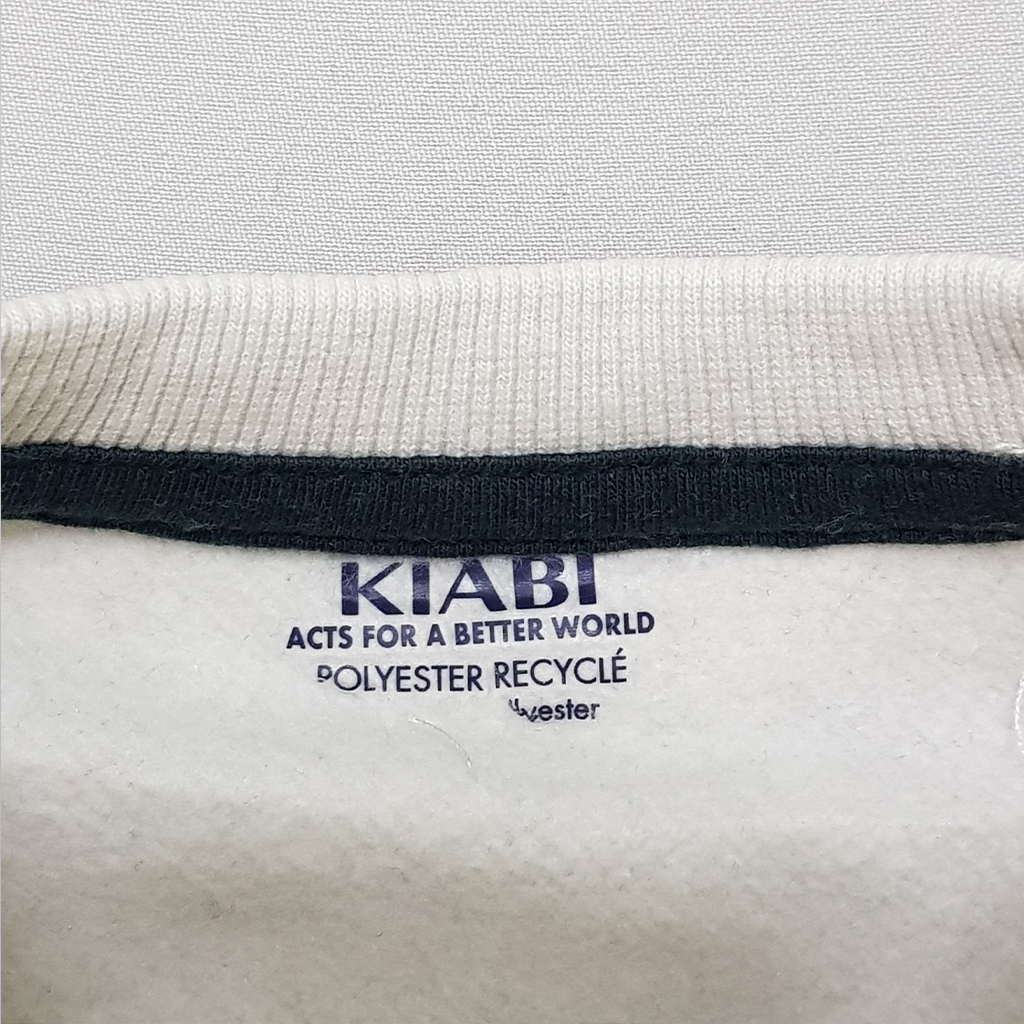 KIABI
ACTS FOR A BETTER WORLD
POLYESTER RECYCLÉ